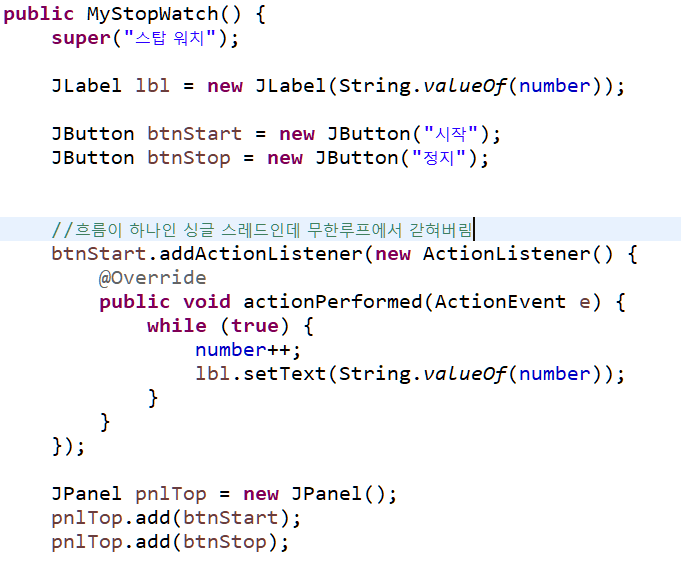 public MyStopWatch() {
    super("스탑 워치");
    JLabel lbl = new JLabel(String.valueOf(number));
    JButton btnStart = new JButton("시작");
    JButton btnStop = new JButton("정지");
    //흐름이 하나인 싱글 스레드인데 무한루프에서 갇혀버림
    btnStart.addActionListener(new ActionListener() {
        @Override
        public void actionPerformed(ActionEvent e) {
            while (true) {
                number++;
                lbl.setText(String.valueOf(number));
            }
        }
    });
    JPanel pnlTop = new JPanel();
    pnlTop.add(btnStart);
    pnlTop.add(btnStop);